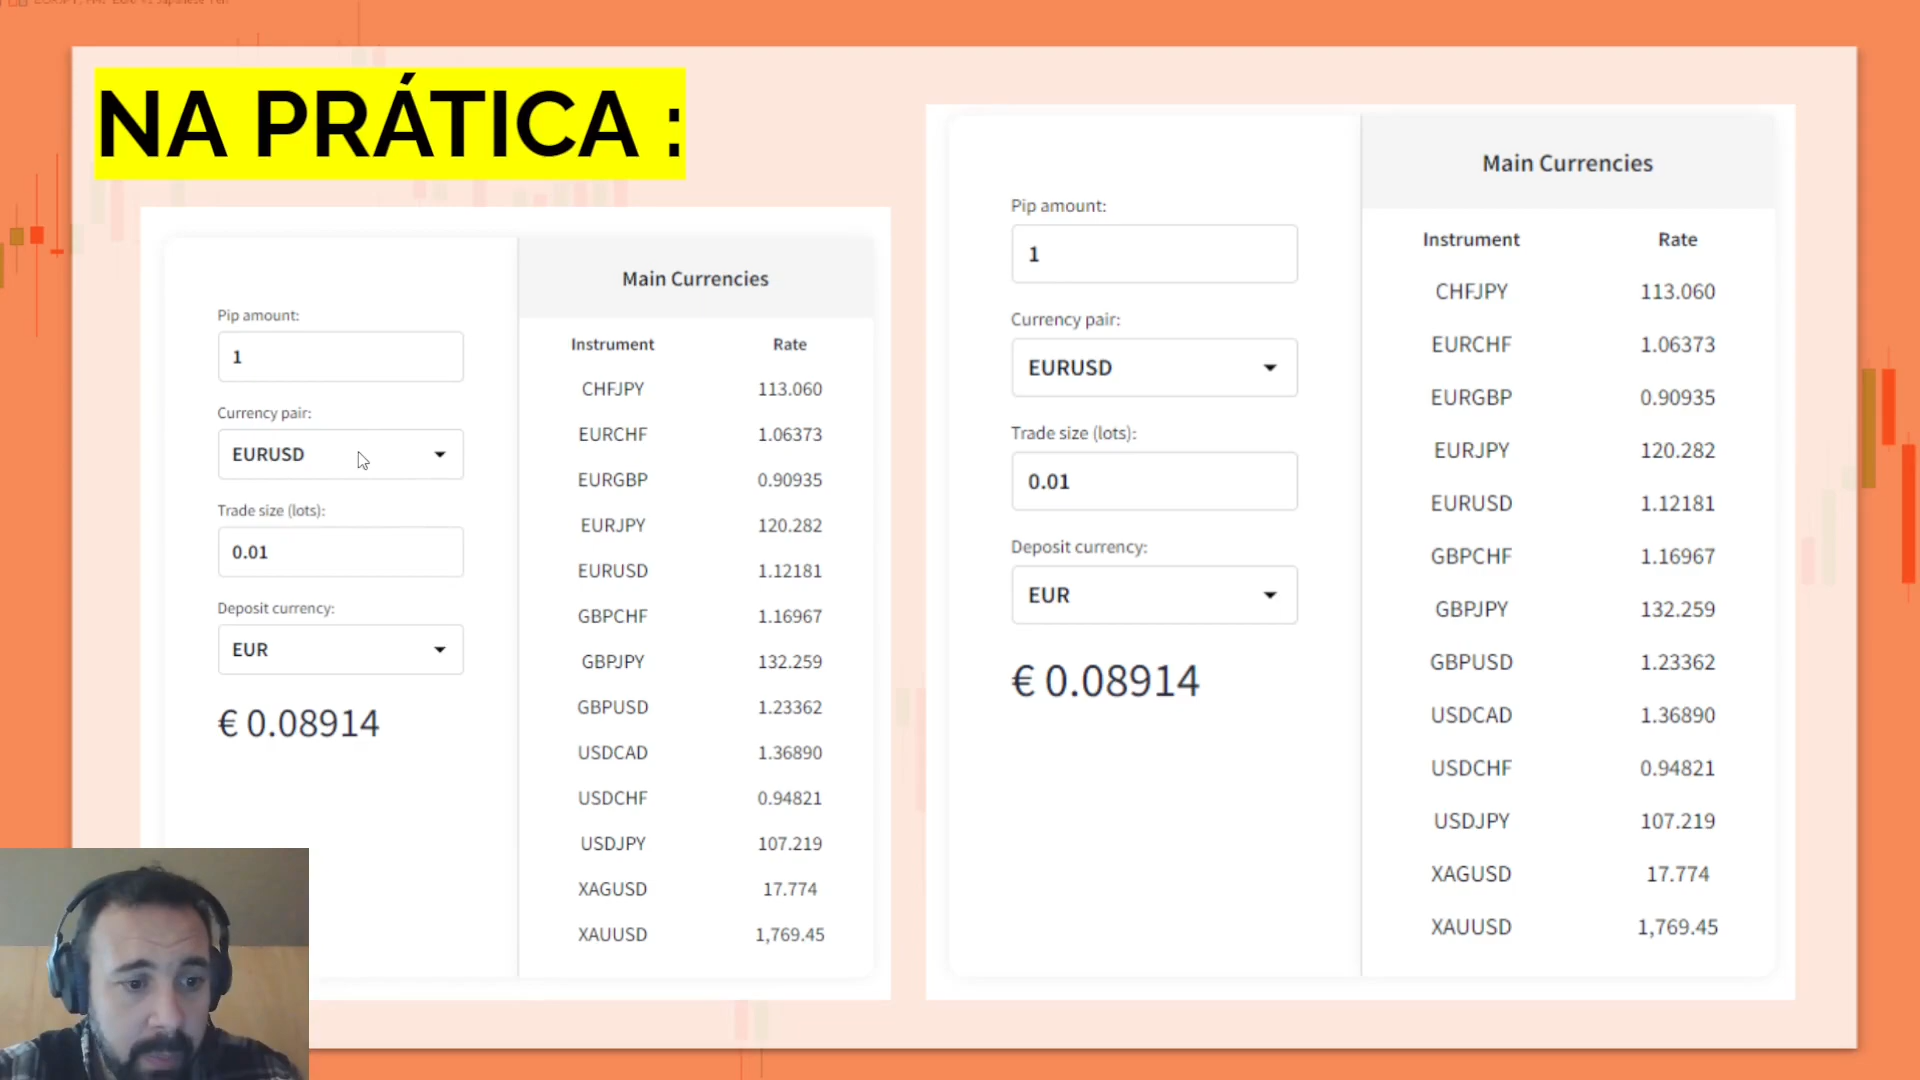 NA PRÁTICA :
Pip amount:
1
Currency pair:
EURUSD
Trade size (lots):
0.01
Deposit currency:
EUR
€ 0.08914
Main Currencies
Instrument Rate
CHFJPY 113.060
EURCHF 1.06373
EURGBP 0.90935
EURJPY 120.282
EURUSD 1.12181
GBPCHF 1.16967
GBPJPY 132.259
GBPUSD 1.23362
USDCAD 1.36890
USDCHF 0.94821
USDJPY 107.219
XAGUSD 17.774
XAUUSD 1,769.45
Pip amount:
1
Currency pair:
EURUSD
Trade size (lots):
0.01
Deposit currency:
EUR
€ 0.08914
Main Currencies
Instrument Rate
CHFJPY 113.060
EURCHF 1.06373
EURGBP 0.90935
EURJPY 120.282
EURUSD 1.12181
GBPCHF 1.16967
GBPJPY 132.259
GBPUSD 1.23362
USDCAD 1.36890
USDCHF 0.94821
USDJPY 107.219
XAGUSD 17.774
XAUUSD 1,769.45